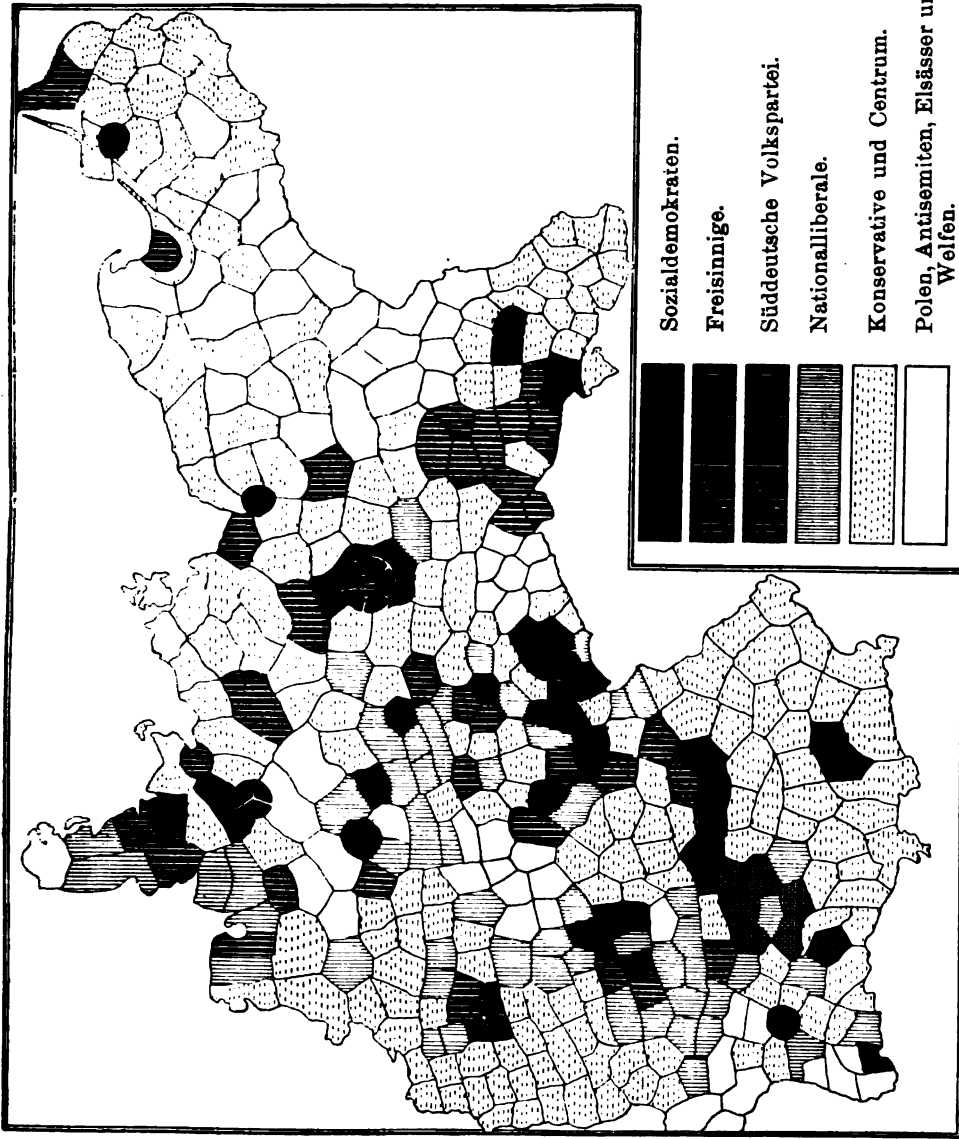 Sozialdemokraten.
Freisinnige.
Süddeutsche Volkspartei.
Nationalliberale.
Konservative und Centrum.
Polen, Antisemiten, Elsässer
Welfen.